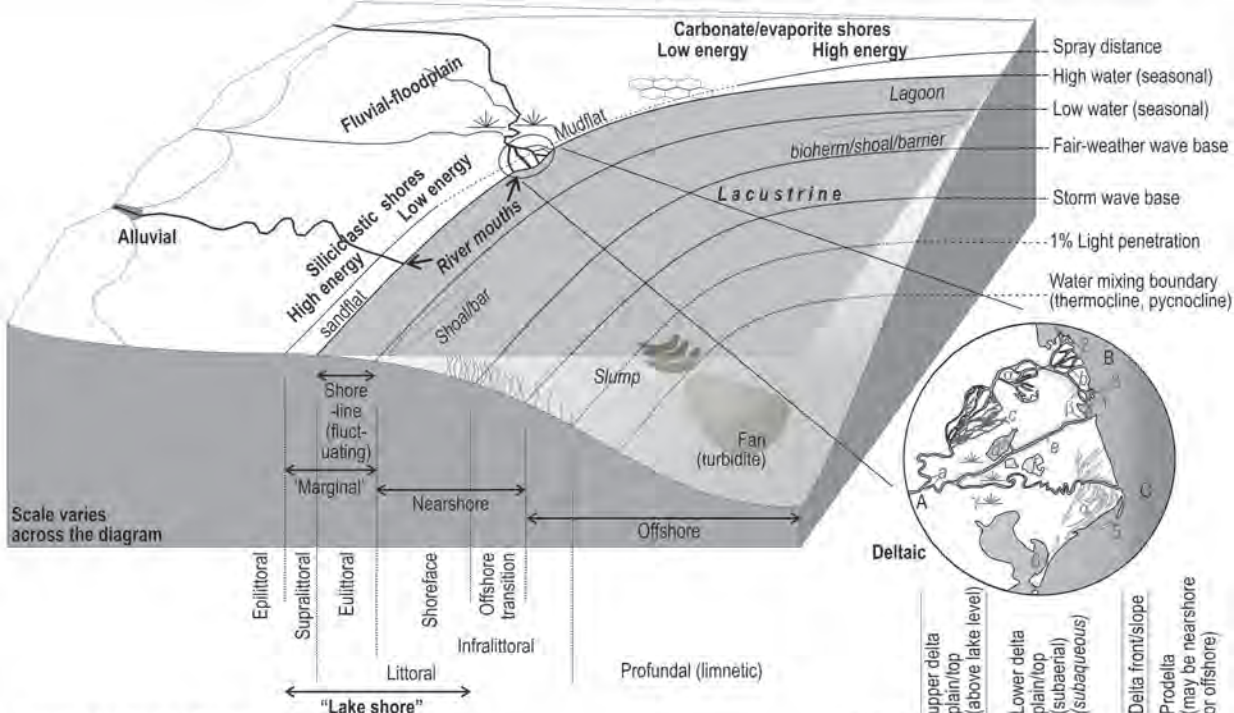 Carbonate/evaporite shores
Low energy High energy
Spray distance
High water (seasonal)
Low water (seasonal)
Fair-weather wave base
Storm wave base
1% Light penetration
Water mixing boundary
(thermocline, pycnocline)
Lagoon
bioherm/shoal/barrier
Lacustrine
Fluvial-floodplain
Mudflat
Siliciclastic shores
High energy Low energy
River mouths
Alluvial
sandflat
Shoal/bar
Slump
Fan
(turbidite)
Shore
-line
(fluct-
uating)
'Marginal'
Nearshore
Offshore
Scale varies
across the diagram
Epilittoral
Supralittoral
Eulittoral
Shoreface
Offshore
transition
Infralittoral
Littoral
Profundal (limnetic)
"Lake shore"
Deltaic
A
B
C
B
upper delta
plain/top
(above lake level)
Lower delta
plain/top
(subaerial)
(subaqueous)
Delta front/slope
Prodelta
(may be nearshore
or offshore)